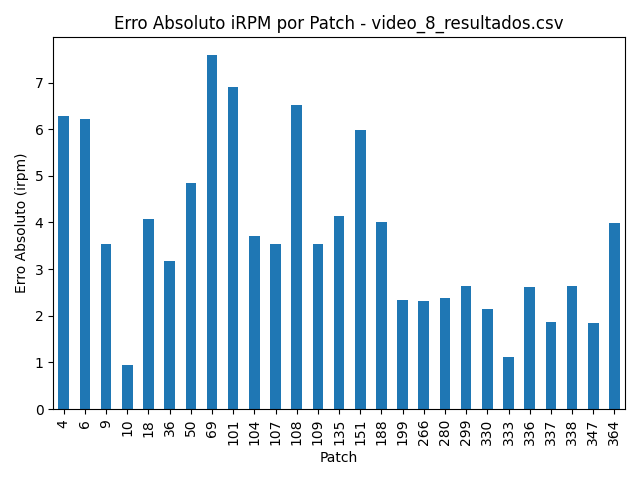 Erro Absoluto iRPM por Patch - video_8_resultados.csv
Erro Absoluto (irpm)
7
6
5
4
3
2
1
0
4 6 9 10 18 36 50 69 101 104 107 108 109 135 151 188 199 266 280 299 330 333 336 337 338 347 364
Patch